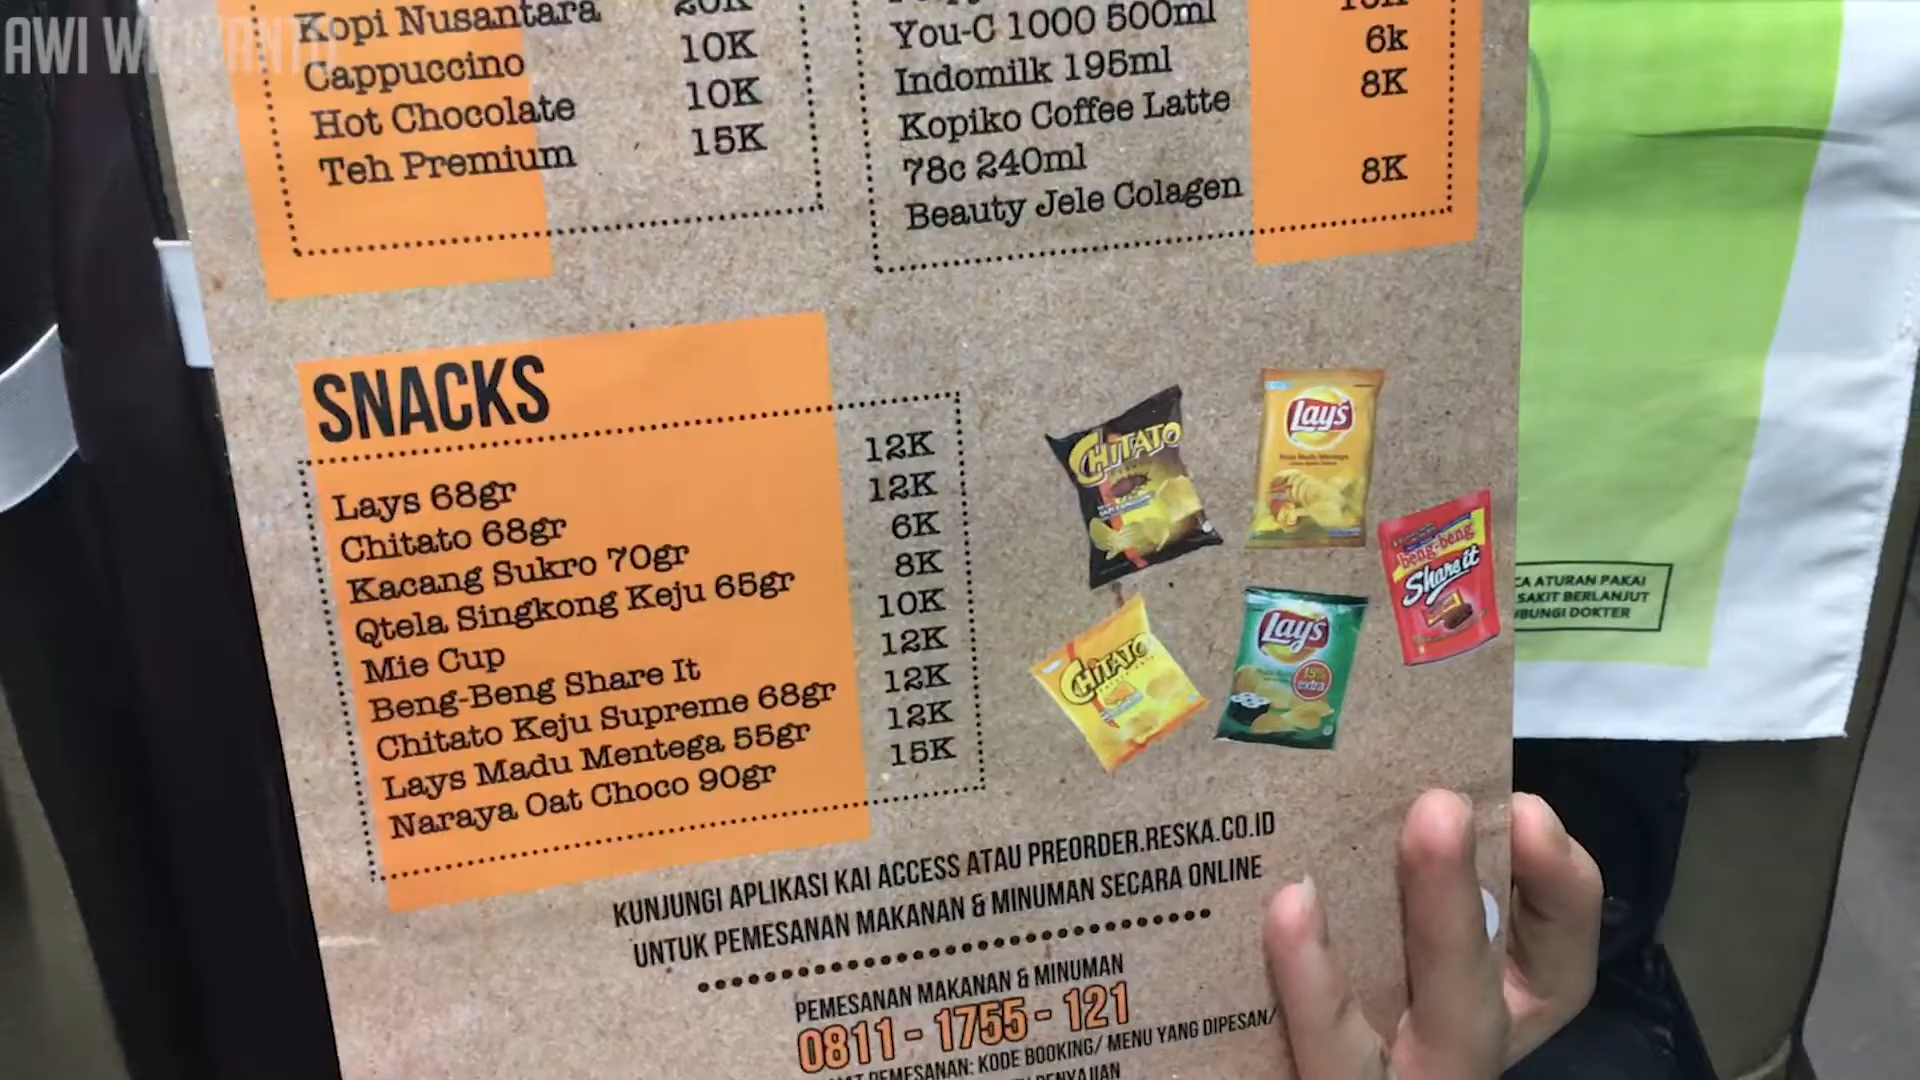 Kopi Nusantara 20K
Cappuccino 10K
Hot Chocolate 10K
Teh Premium 15K
You-C 1000 500ml
Indomilk 195ml 6k
Kopiko Coffee Latte 8K
78c 240ml
Beauty Jele Colagen 8K
SNACKS
Lays 68gr 12K
Chitato 68gr 12K
Kacang Sukro 70gr 6K
Qtela Singkong Keju 65gr 8K
Mie Cup 10K
Beng-Beng Share It 12K
Chitato Keju Supreme 68gr 12K
Lays Madu Mentega 55gr 12K
Naraya Oat Choco 90gr 15K
CHITATO
Lay's
beng-beng
Share it
CHITATO
Lay's
15% extra
KUNJUNGI APLIKASI KAI ACCESS ATAU PREORDER.RESKA.CO.ID
UNTUK PEMESANAN MAKANAN & MINUMAN SECARA ONLINE
PEMESANAN MAKANAN & MINUMAN
0811 - 1755 - 121
PEMESANAN: KODE BOOKING/ MENU YANG DIPESAN/
ATURAN PAKAI
SAKIT BERLANJUT
DOKTER